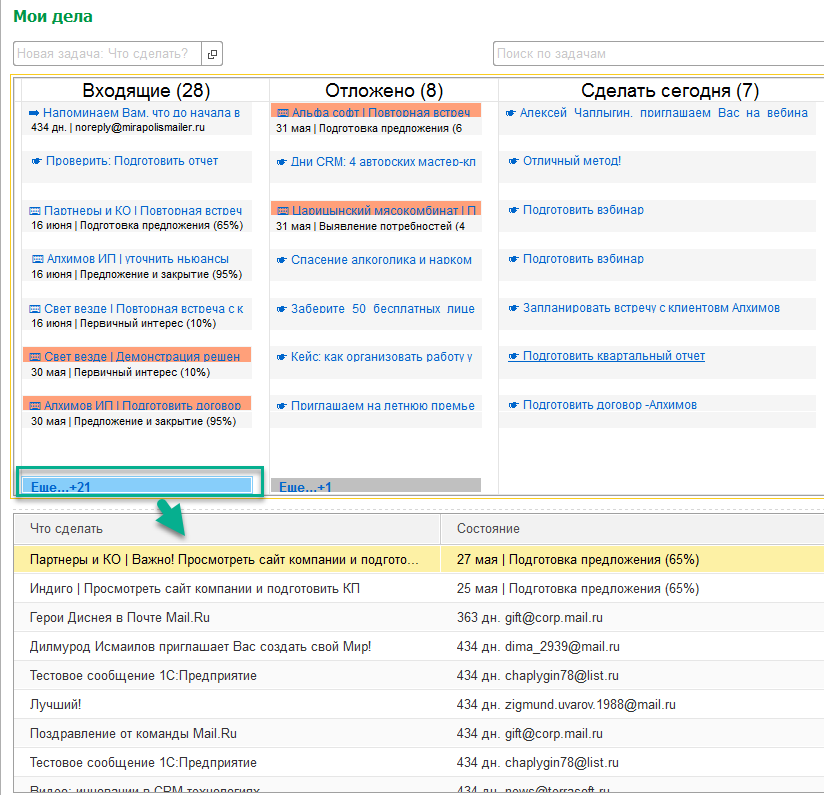 Мои дела
Новая задача: Что сделать?
Поиск по задачам
Входящие (28)
Напоминаем Вам, что до начала в
434 дн. | noreply@mirapolismailer.ru
Проверить: Подготовить отчет
Партнеры и КО | Повторная встреч
16 июня | Подготовка предложения (65%)
Алхимов ИП | уточнить ньюансы
16 июня | Предложение и закрытие (95%)
Свет везде | Повторная встреча с к
16 июня | Первичный интерес (10%)
Свет везде | Демонстрация решен
30 мая | Первичный интерес (10%)
Алхимов ИП | Подготовить договор
30 мая | Предложение и закрытие (95%)
Еще...+21
Отложено (8)
Альфа софт | Повторная встреч
31 мая | Подготовка предложения (6
Дни CRM: 4 авторских мастер-кл
Царицынский мясокомбинат | П
31 мая | Выявление потребностей (4
Спасение алкоголика и нарком
Заберите 50 бесплатных лице
Кейс: как организовать работу у
Приглашаем на летнюю премье
Еще...+1
Сделать сегодня (7)
Алексей Чаплыгин, приглашаем Вас на вебина
Отличный метод!
Подготовить вэбинар
Подготовить вэбинар
Запланировать встречу с клиентовм Алхимов
Подготовить квартальный отчет
Подготовить договор -Алхимов
Что сделать Состояние
Партнеры и КО | Важно! Просмотреть сайт компании и подгото... 27 мая | Подготовка предложения (65%)
Индиго | Просмотреть сайт компании и подготовить КП 25 мая | Подготовка предложения (65%)
Герои Диснея в Почте Mail.Ru 363 дн. gift@corp.mail.ru
Дилмурод Исмаилов приглашает Вас создать свой Мир! 434 дн. dima_2939@mail.ru
Тестовое сообщение 1С:Предприятие 434 дн. chaplygin78@list.ru
Лучший! 434 дн. zigmund.uvarov.1988@mail.ru
Поздравление от команды Mail.Ru 434 дн. gift@corp.mail.ru
Тестовое сообщение 1С:Предприятие 434 дн. chaplygin78@list.ru
Видео: инновации в CRM технологиях 434 дн. news@terrasoft.ru